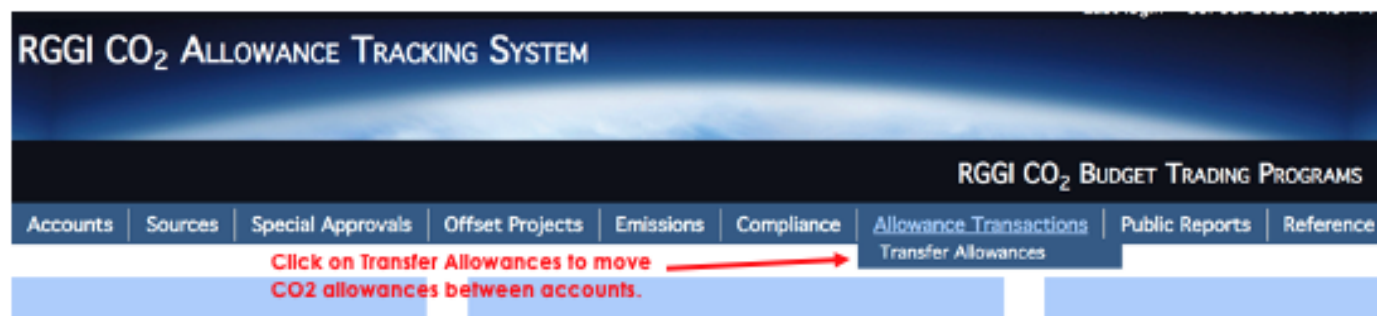 RGGI CO₂ ALLOWANCE TRACKING SYSTEM
RGGI CO₂ BUDGET TRADING PROGRAMS
Accounts Sources Special Approvals Offset Projects Emissions Compliance Allowance Transactions Public Reports Reference
Transfer Allowances
Click on Transfer Allowances to move
CO2 allowances between accounts.